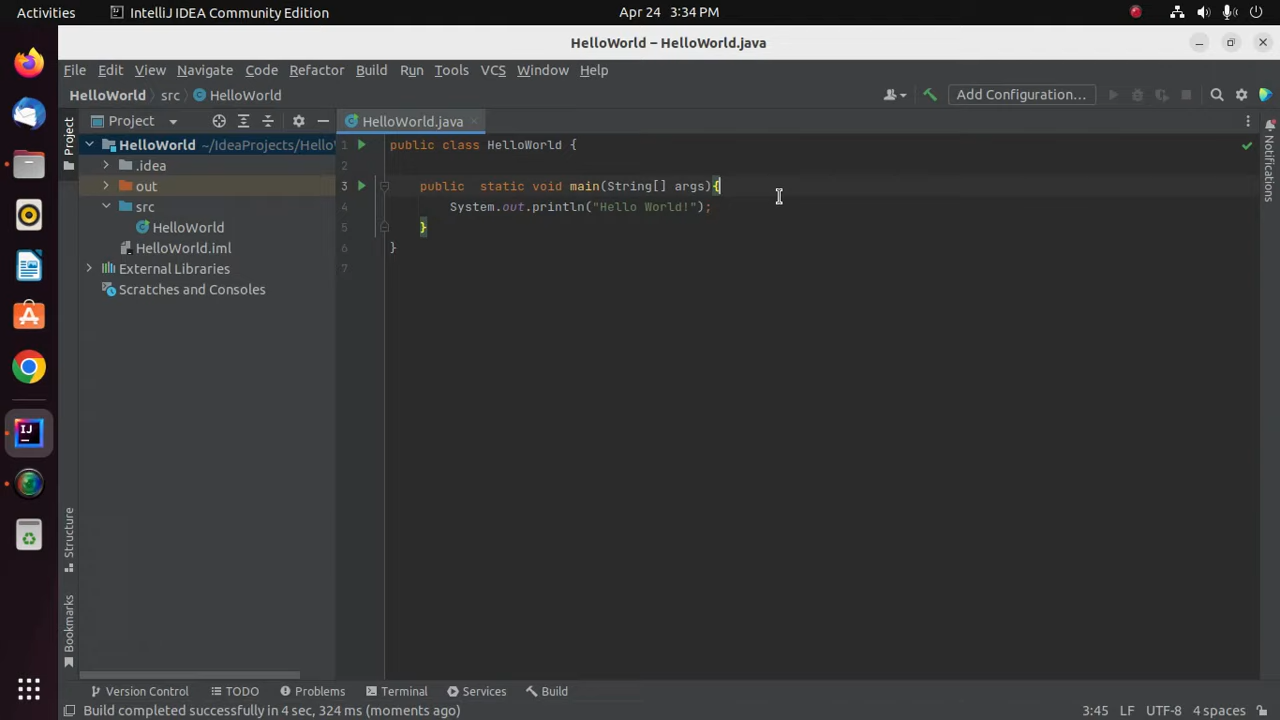 Activities IntelliJ IDEA Community Edition Apr 24 3:34 PM
HelloWorld – HelloWorld.java
File Edit View Navigate Code Refactor Build Run Tools VCS Window Help
HelloWorld src HelloWorld Add Configuration...
Project Project HelloWorld.java
HelloWorld ~/IdeaProjects/Hello 1 public class HelloWorld {
.idea 2
out 3 public  static void main(String[] args){
src 4 System.out.println("Hello World!");
HelloWorld 5 }
HelloWorld.iml 6 }
External Libraries 7
Scratches and Consoles
Notifications
Structure
Bookmarks
Version Control TODO Problems Terminal Services Build
Build completed successfully in 4 sec, 324 ms (moments ago) 3:45 LF UTF-8 4 spaces